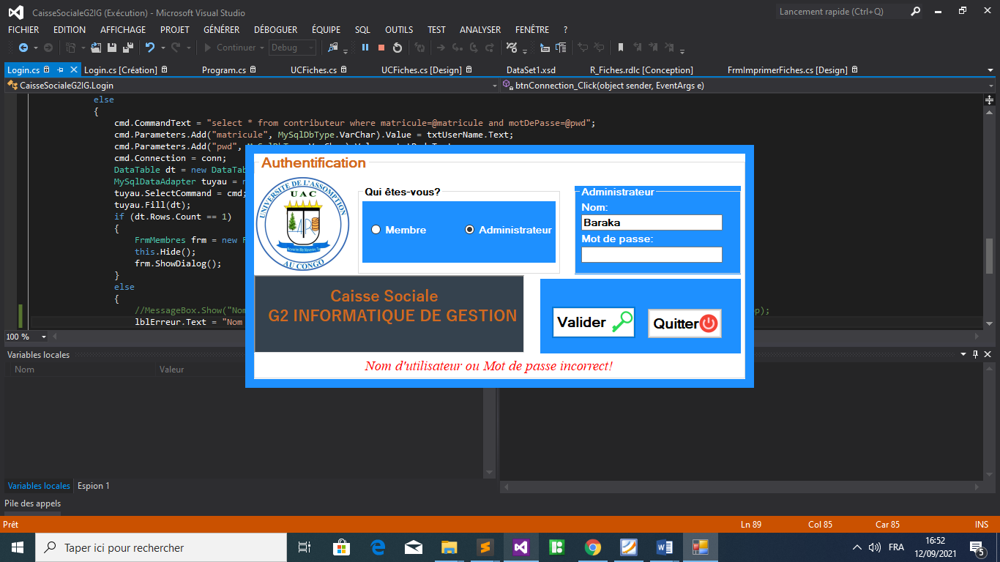 CaisseSocialeG2IG (Exécution) - Microsoft Visual Studio
Lancement rapide (Ctrl+Q)
FICHIER EDITION AFFICHAGE PROJET GÉNÉRER DÉBOGUER ÉQUIPE SQL OUTILS TEST ANALYSER FENÊTRE ?
Continuer Debug
Login.cs Login.cs [Création] Program.cs UCFiches.cs UCFiches.cs [Design] DataSet1.xsd R_Fiches.rdlc [Conception] FrmImprimerFiches.cs [Design]
CaisseSocialeG2IG.Login btnConnection_Click(object sender, EventArgs e)
else
{
cmd.CommandText = "select * from contributeur where matricule=@matricule and motDePasse=@pwd";
cmd.Parameters.Add("matricule", MySqlDbType.VarChar).Value = txtUserName.Text;
cmd.Parameters.Add("pwd",
cmd.Connection = conn;
DataTable dt = new DataTab
MySqlDataAdapter tuyau = n
tuyau.SelectCommand = cmd;
tuyau.Fill(dt);
if (dt.Rows.Count == 1)
{
FrmMembres frm = new F
this.Hide();
frm.ShowDialog();
}
else
{
//MessageBox.Show("Nom p);
lblErreur.Text = "Nom
Authentification
UNIVERSITE DE L'ASSOMPTION
UAC
AU CONGO
Qui êtes-vous?
Membre
Administrateur
Administrateur
Nom:
Baraka
Mot de passe:
Caisse Sociale
G2 INFORMATIQUE DE GESTION
Valider
Quitter
Nom d'utilisateur ou Mot de passe incorrect!
100 %
Variables locales
Nom Valeur
Variables locales Espion 1
Pile des appels
Prêt Ln 89 Col 85 Car 85 INS
Taper ici pour rechercher
FRA
16:52
12/09/2021
5